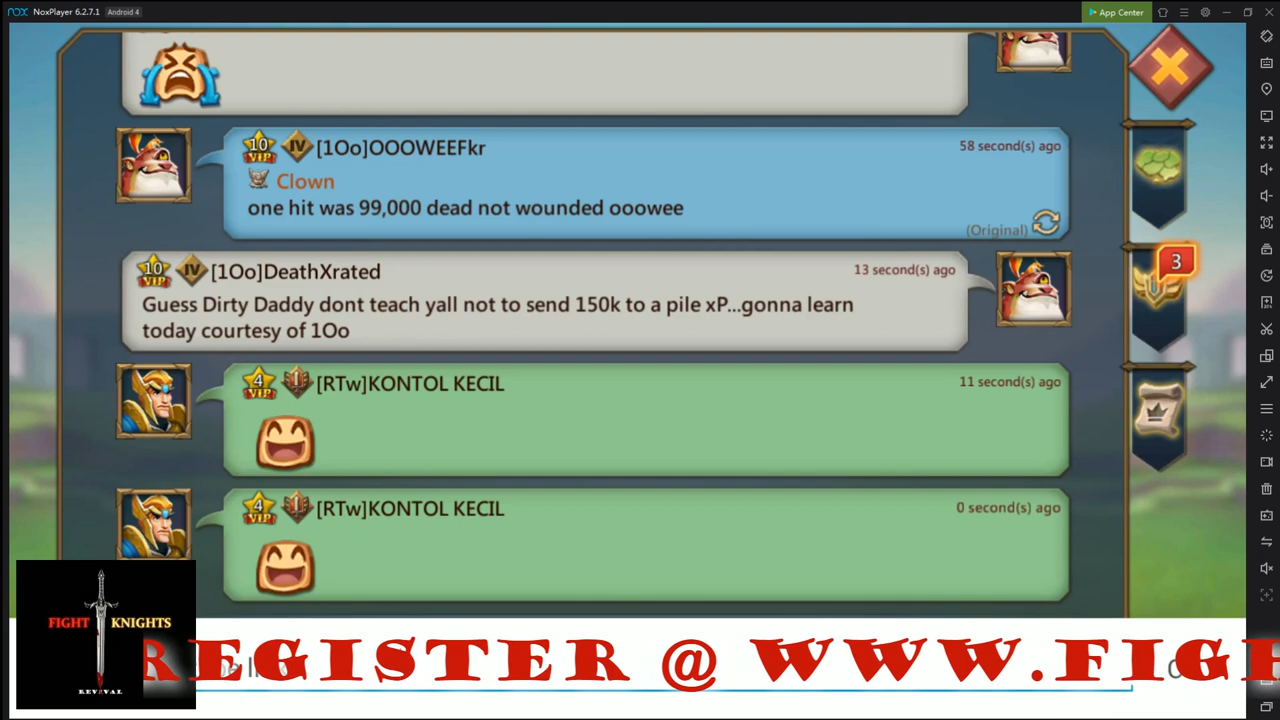 NOX NoxPlayer 6.2.7.1 Android 4
App Center
10 VIP IV [1Oo]OOOWEEFkr 58 second(s) ago
Clown
one hit was 99,000 dead not wounded ooowee
(Original)
3
10 VIP IV [1Oo]DeathXrated 13 second(s) ago
Guess Dirty Daddy dont teach yall not to send 150k to a pile xP...gonna learn
today courtesy of 1Oo
4 VIP I [RTw]KONTOL KECIL 11 second(s) ago
4 VIP I [RTw]KONTOL KECIL 0 second(s) ago
FIGHT KNIGHTS
REVIVAL
REGISTER @ WWW.FIGH